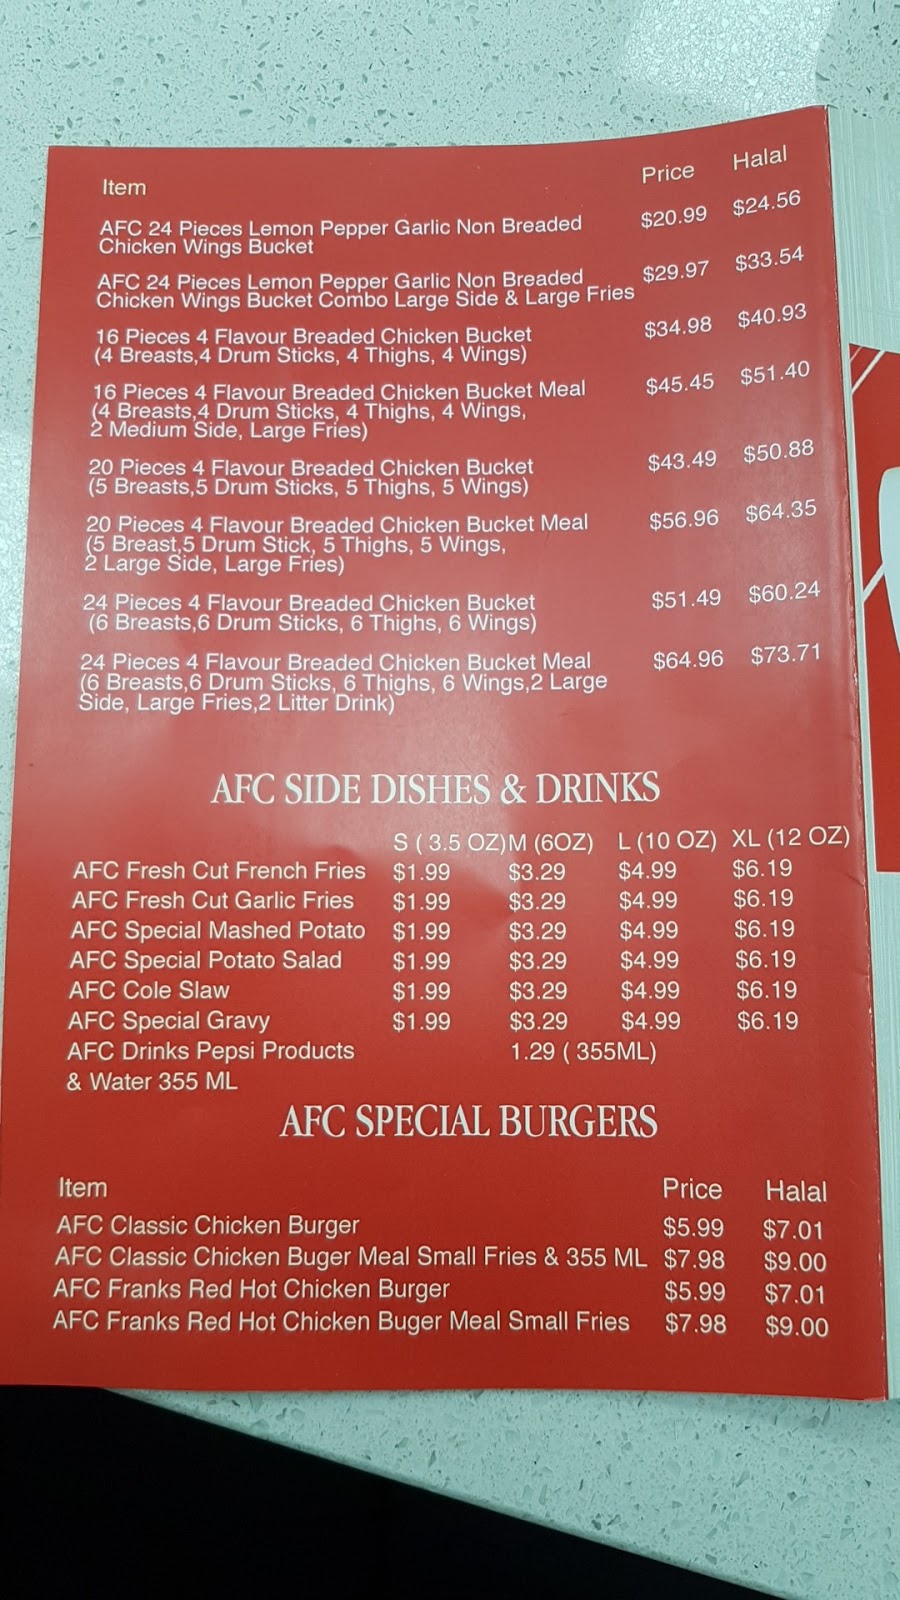 Item Price Halal
AFC 24 Pieces Lemon Pepper Garlic Non Breaded $20.99 $24.56
Chicken Wings Bucket
AFC 24 Pieces Lemon Pepper Garlic Non Breaded $29.97 $33.54
Chicken Wings Bucket Combo Large Side & Large Fries
16 Pieces 4 Flavour Breaded Chicken Bucket $34.98 $40.93
(4 Breasts,4 Drum Sticks, 4 Thighs, 4 Wings)
16 Pieces 4 Flavour Breaded Chicken Bucket Meal $45.45 $51.40
(4 Breasts,4 Drum Sticks, 4 Thighs, 4 Wings,
2 Medium Side, Large Fries)
20 Pieces 4 Flavour Breaded Chicken Bucket $43.49 $50.88
(5 Breasts,5 Drum Sticks, 5 Thighs, 5 Wings)
20 Pieces 4 Flavour Breaded Chicken Bucket Meal $56.96 $64.35
(5 Breast,5 Drum Stick, 5 Thighs, 5 Wings,
2 Large Side, Large Fries)
24 Pieces 4 Flavour Breaded Chicken Bucket $51.49 $60.24
(6 Breasts,6 Drum Sticks, 6 Thighs, 6 Wings)
24 Pieces 4 Flavour Breaded Chicken Bucket Meal $64.96 $73.71
(6 Breasts,6 Drum Sticks, 6 Thighs, 6 Wings,2 Large
Side, Large Fries,2 Litter Drink)
AFC SIDE DISHES & DRINKS
S ( 3.5 OZ) M (6OZ) L (10 OZ) XL (12 OZ)
AFC Fresh Cut French Fries $1.99 $3.29 $4.99 $6.19
AFC Fresh Cut Garlic Fries $1.99 $3.29 $4.99 $6.19
AFC Special Mashed Potato $1.99 $3.29 $4.99 $6.19
AFC Special Potato Salad $1.99 $3.29 $4.99 $6.19
AFC Cole Slaw $1.99 $3.29 $4.99 $6.19
AFC Special Gravy $1.99 $3.29 $4.99 $6.19
AFC Drinks Pepsi Products 1.29 ( 355ML)
& Water 355 ML
AFC SPECIAL BURGERS
Item Price Halal
AFC Classic Chicken Burger $5.99 $7.01
AFC Classic Chicken Buger Meal Small Fries & 355 ML $7.98 $9.00
AFC Franks Red Hot Chicken Burger $5.99 $7.01
AFC Franks Red Hot Chicken Buger Meal Small Fries $7.98 $9.00